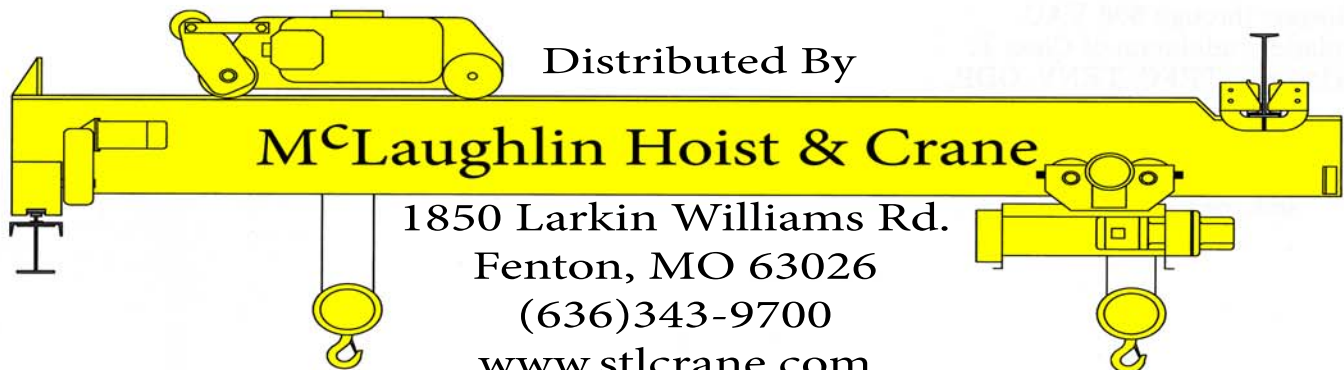 Distributed By
McLaughlin Hoist & Crane
1850 Larkin Williams Rd.
Fenton, MO 63026
(636)343-9700
www.stlcrane.com